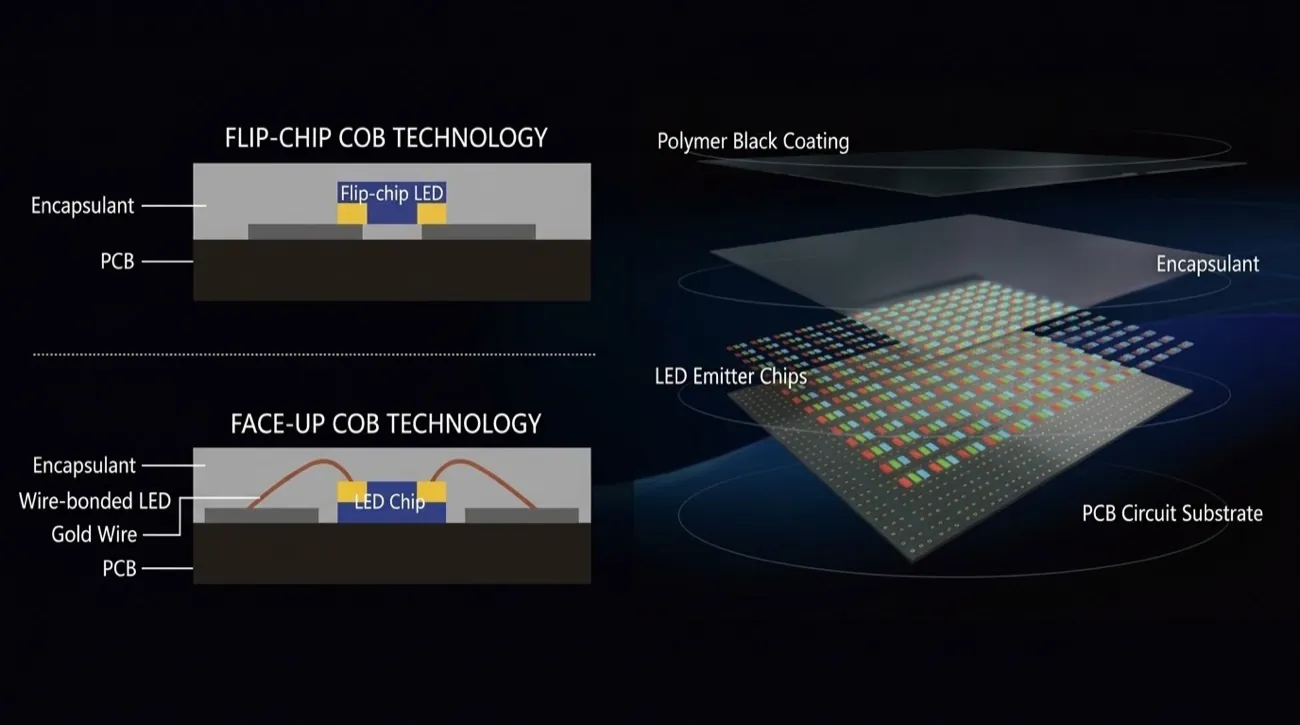 FLIP-CHIP COB TECHNOLOGY
Flip-chip LED
Encapsulant
PCB
FACE-UP COB TECHNOLOGY
Encapsulant
Wire-bonded LED
LED Chip
Gold Wire
PCB
Polymer Black Coating
Encapsulant
LED Emitter Chips
PCB Circuit Substrate